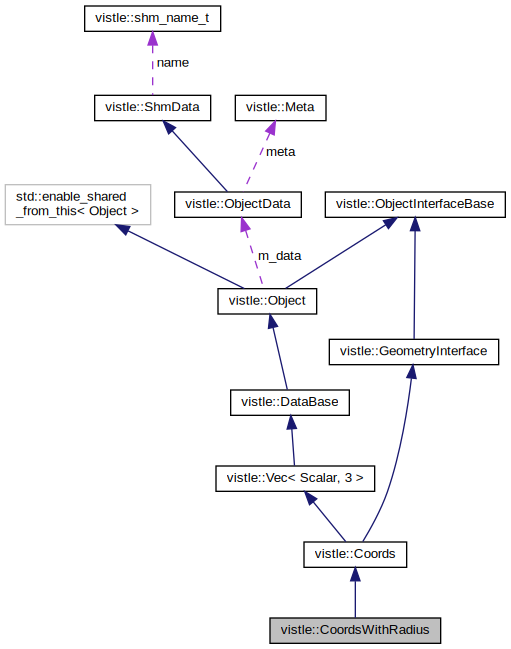 vistle::shm_name_t
name
vistle::ShmData
vistle::Meta
meta
std::enable_shared
_from_this< Object >
vistle::ObjectData
vistle::ObjectInterfaceBase
m_data
vistle::Object
vistle::GeometryInterface
vistle::DataBase
vistle::Vec< Scalar, 3 >
vistle::Coords
vistle::CoordsWithRadius